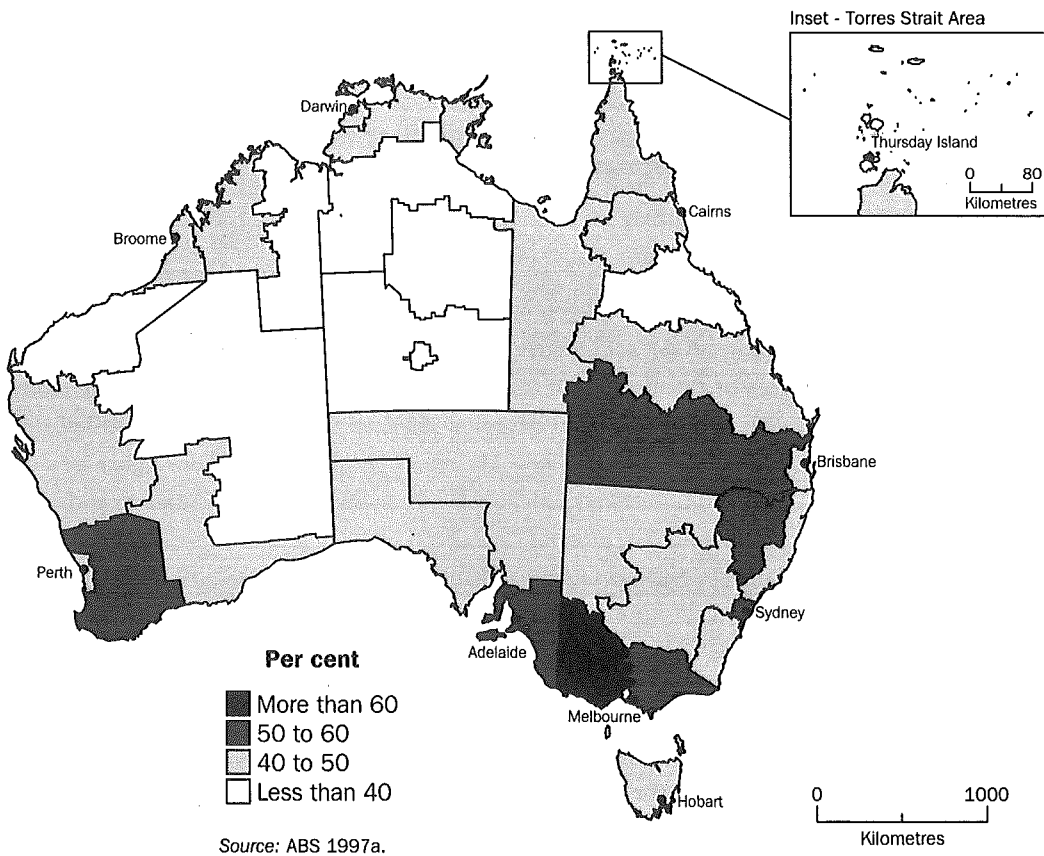 Inset - Torres Strait Area
Thursday Island
0 80
Kilometres
Darwin
Cairns
Broome
Brisbane
Perth
Sydney
Adelaide
Melbourne
Hobart
Per cent
More than 60
50 to 60
40 to 50
Less than 40
0 1000
Kilometres
Source: ABS 1997a.